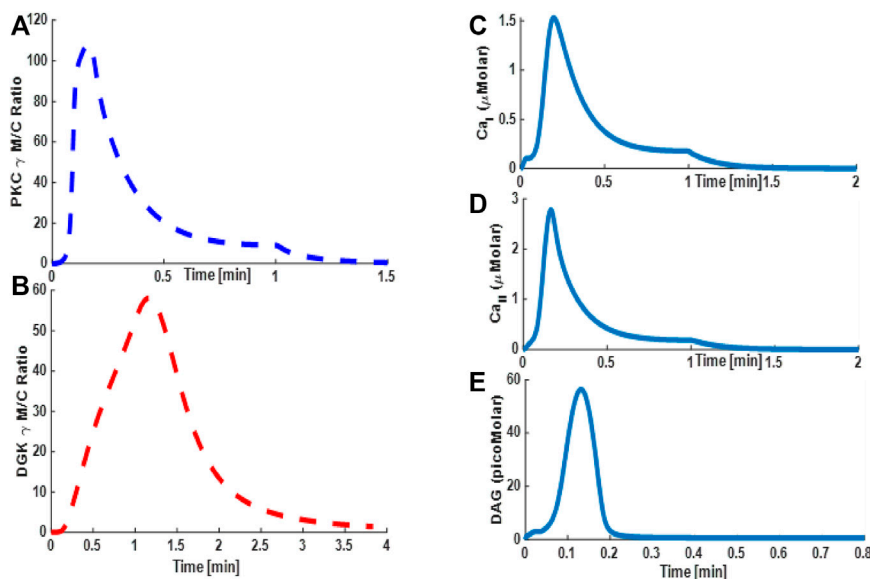 A
PKC γ M/C Ratio
120
100
80
60
40
20
0
0 0.5 1 1.5
Time [min]
B
DGK γ M/C Ratio
60
50
40
30
20
10
0
0 0.5 1 1.5 2 2.5 3 3.5 4
Time [min]
C
Ca_I (μMolar)
1.5
1
0.5
0
0 0.5 1 Time [min] 1.5 2
D
Ca_II (μMolar)
3
2
1
0
0 0.5 1 Time [min] 1.5 2
E
DAG (picoMolar)
60
40
20
0
0 0.1 0.2 0.3 0.4 0.5 0.6 0.7 0.8
Time [min]